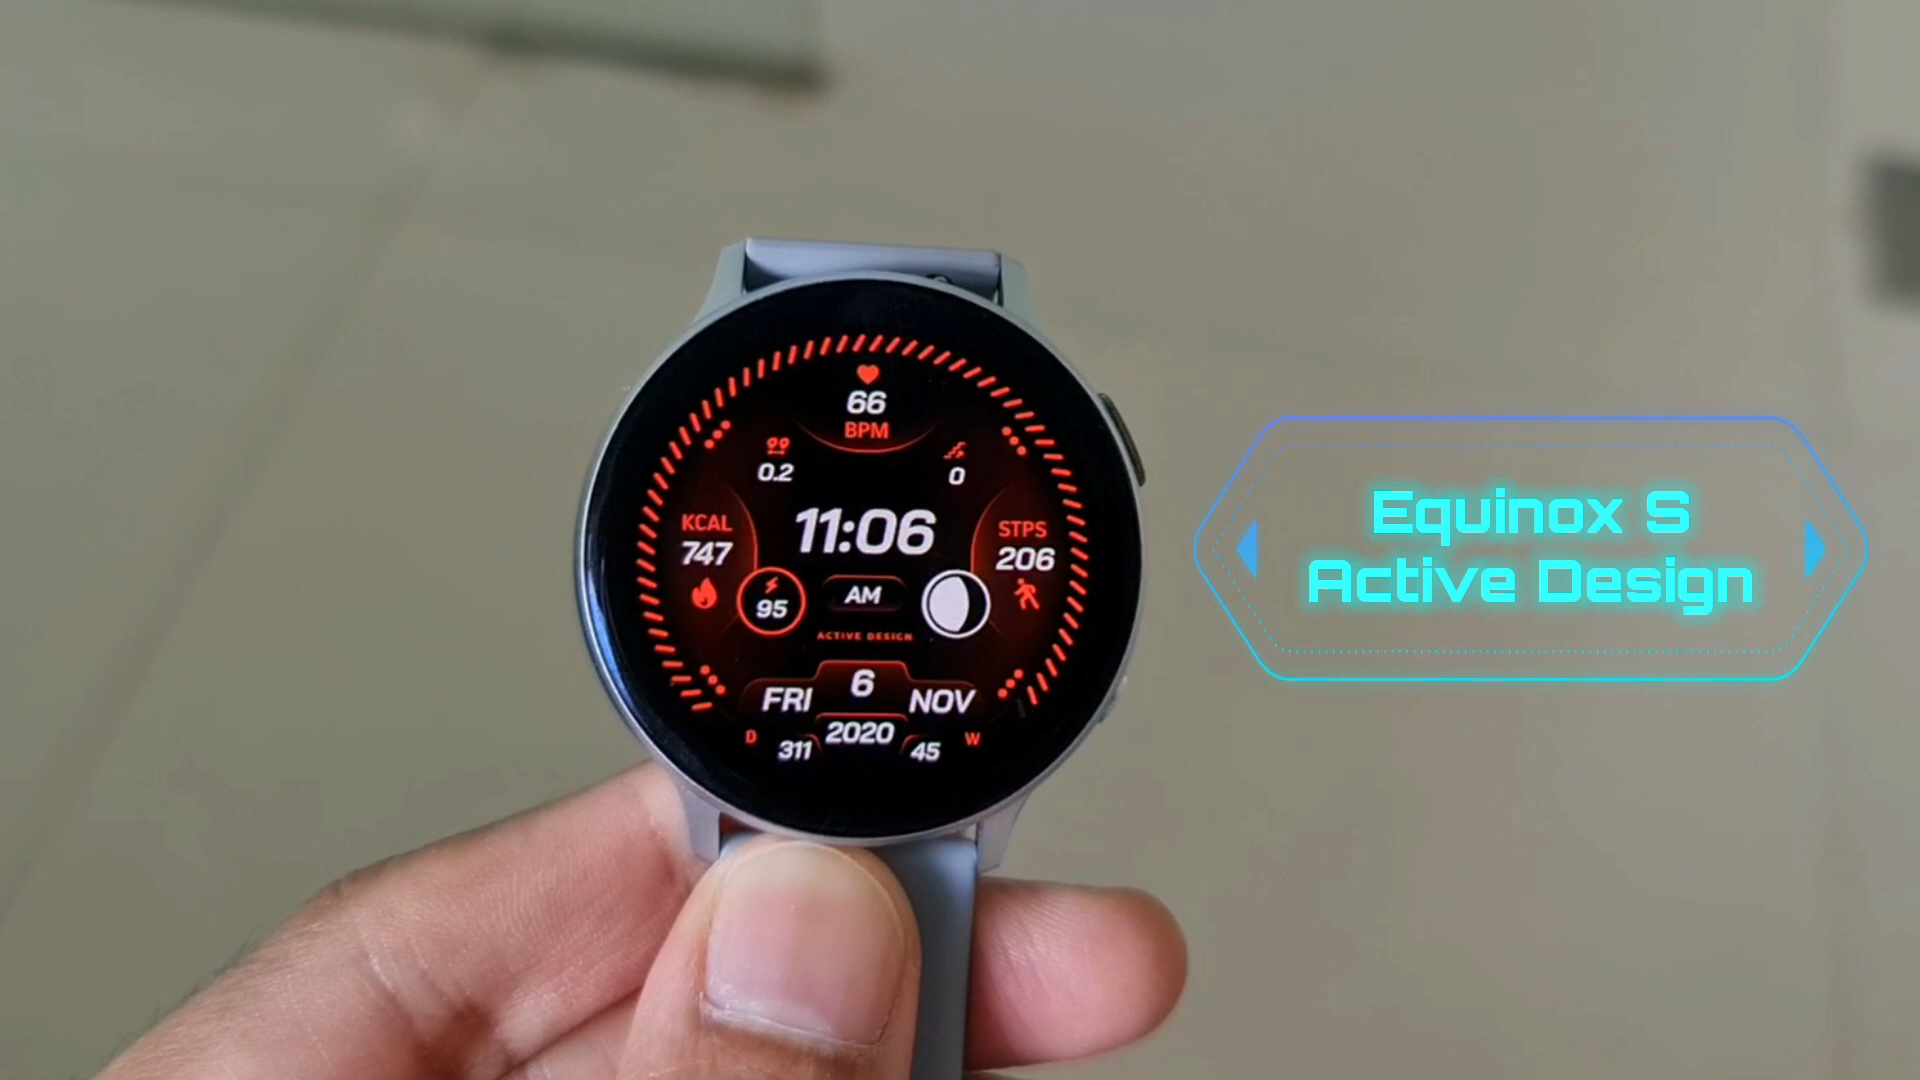 66
BPM
0.2
0
11:06
KCAL
747
STPS
206
95
AM
ACTIVE DESIGN
FRI 6 NOV
2020
D 311
45 W
Equinox S
Active Design